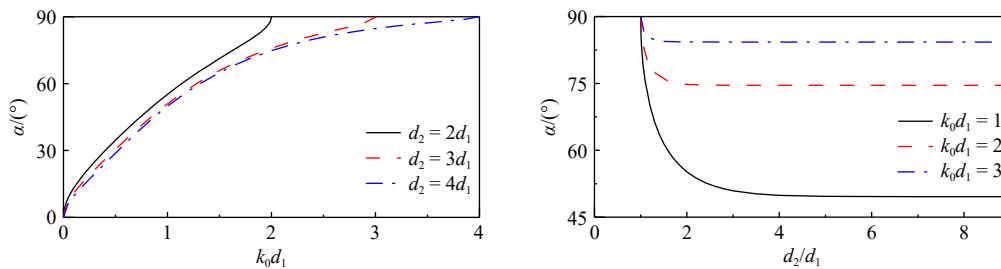 90
60
30
0
α/(°)
d₂ = 2d₁
d₂ = 3d₁
d₂ = 4d₁
0 1 2 3 4
k₀d₁
90
75
60
45
α/(°)
k₀d₁ = 1
k₀d₁ = 2
k₀d₁ = 3
0 2 4 6 8
d₂/d₁